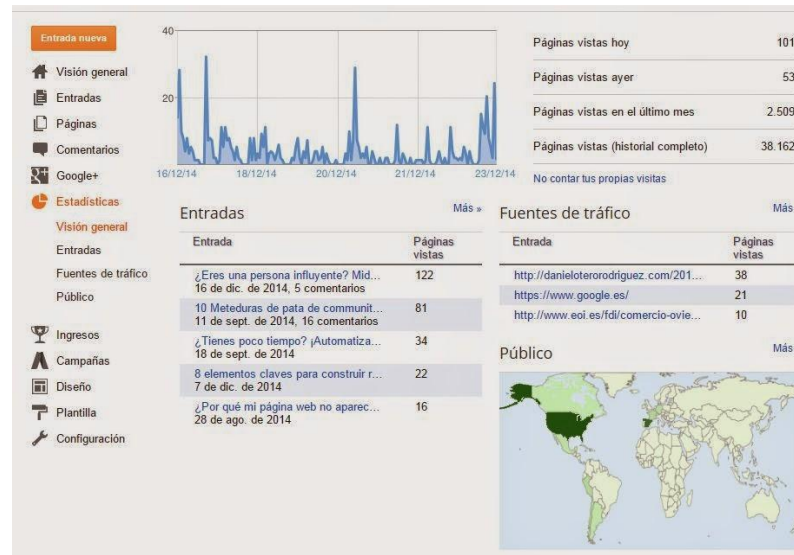 Entrada nueva
Visión general
Entradas
Páginas
Comentarios
Google+
Estadísticas
Visión general
Entradas
Fuentes de tráfico
Público
Ingresos
Campañas
Diseño
Plantilla
Configuración
40
20
16/12/14 18/12/14 20/12/14 21/12/14 23/12/14
Páginas vistas hoy 101
Páginas vistas ayer 53
Páginas vistas en el último mes 2.509
Páginas vistas (historial completo) 38.162
No contar tus propias visitas
Entradas Más »
Entrada Páginas vistas
¿Eres una persona influyente? Mid... 122
16 de dic. de 2014, 5 comentarios
10 Meteduras de pata de communit... 81
11 de sept. de 2014, 16 comentarios
¿Tienes poco tiempo? ¡Automatiza... 34
18 de sept. de 2014
8 elementos claves para construir r... 22
7 de dic. de 2014
¿Por qué mi página web no aparec... 16
28 de ago. de 2014
Fuentes de tráfico Más
Entrada Páginas vistas
http://danieloterorodriguez.com/201... 38
https://www.google.es/ 21
http://www.eoi.es/fdi/comercio-ovie... 10
Público Más